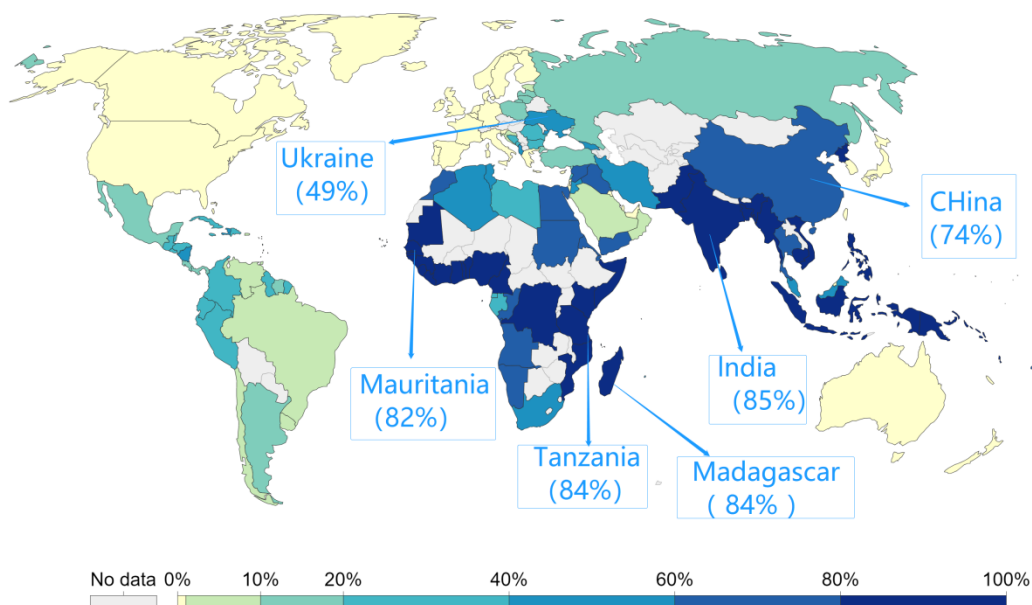 Ukraine
(49%)
CHina
(74%)
Mauritania
(82%)
India
(85%)
Tanzania
(84%)
Madagascar
( 84% )
No data 0% 10% 20% 40% 60% 80% 100%